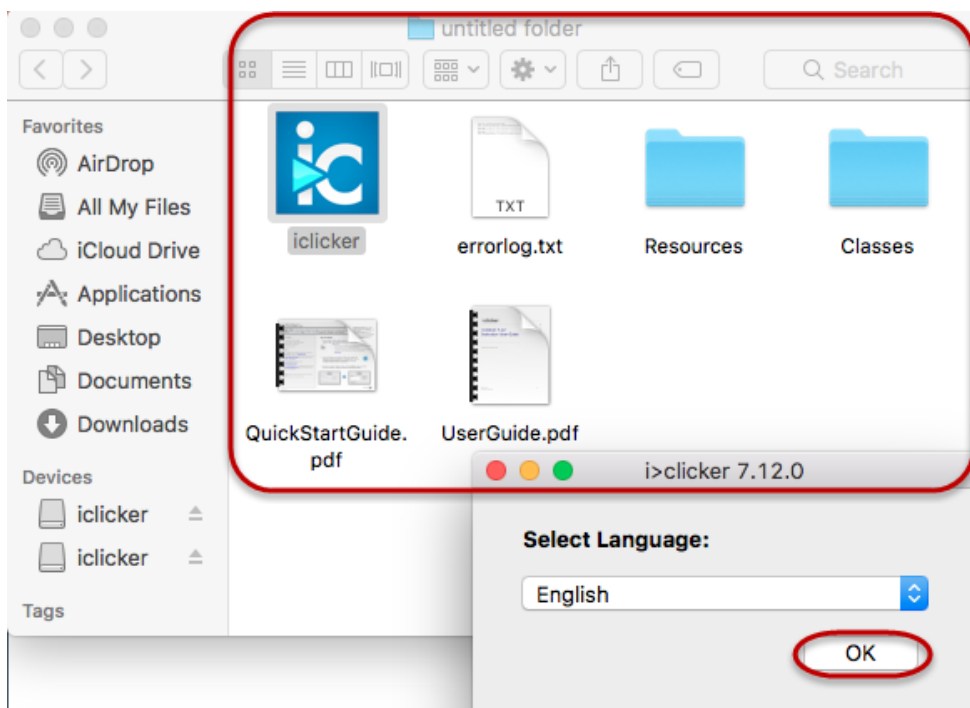 untitled folder
Search
Favorites
AirDrop
All My Files
iCloud Drive
Applications
Desktop
Documents
Downloads
Devices
iclicker
iclicker
Tags
ic
iclicker
TXT
errorlog.txt
Resources
Classes
QuickStartGuide.
pdf
UserGuide.pdf
i>clicker 7.12.0
Select Language:
English
OK